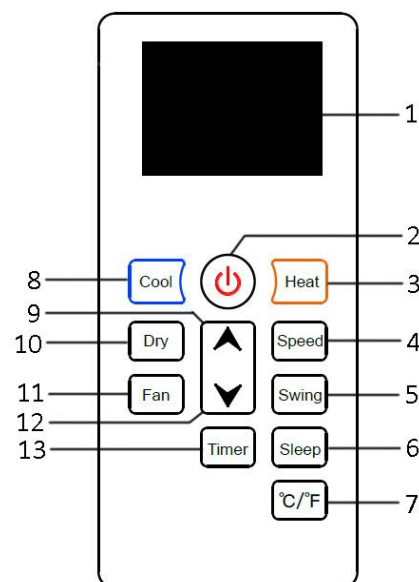 1
2
8 Cool Heat 3
9
10 Dry Speed 4
11 Fan Swing 5
12
13 Timer Sleep 6
°C/°F 7